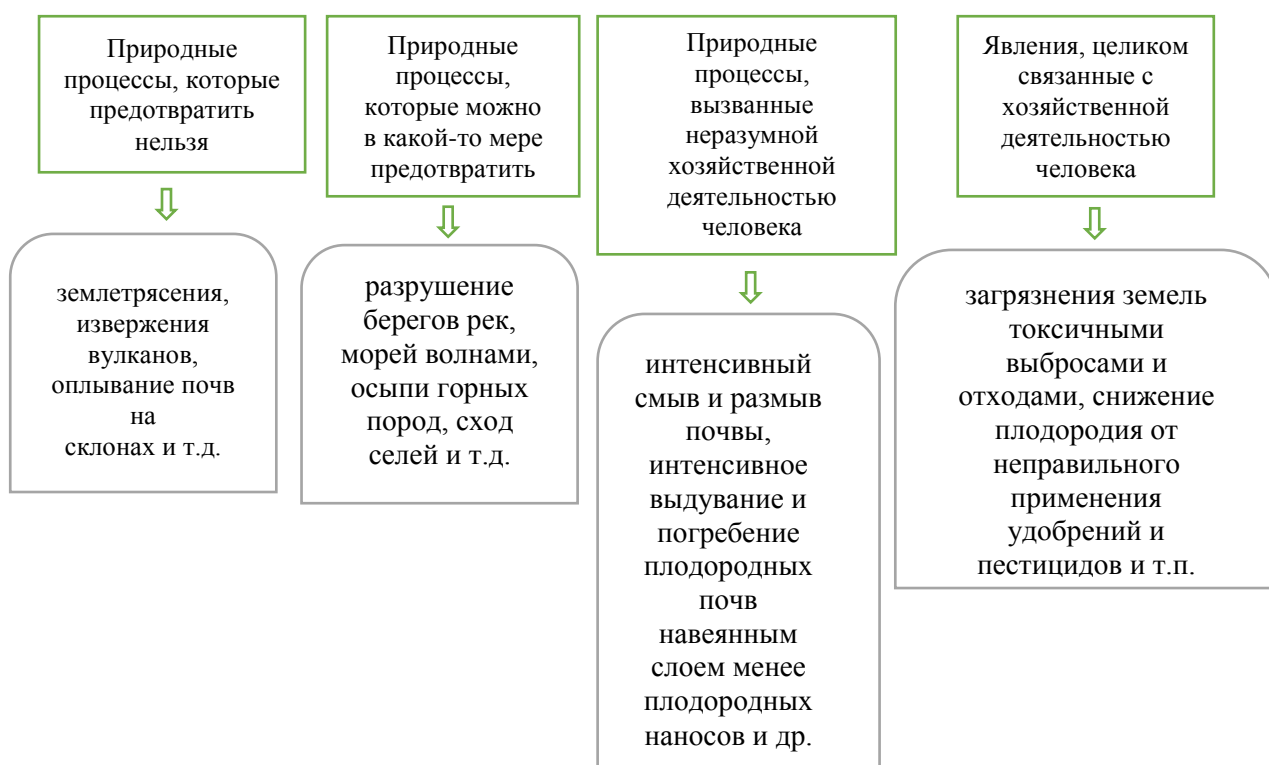 Природные
процессы, которые
предотвратить
нельзя
Природные
процессы,
которые можно
в какой-то мере
предотвратить
Природные
процессы,
вызванные
неразумной
хозяйственной
деятельностью
человека
Явления, целиком
связанные с
хозяйственной
деятельностью
человека
землетрясения,
извержения
вулканов,
оплывание почв
на
склонах и т.д.
разрушение
берегов рек,
морей волнами,
осыпи горных
пород, сход
селей и т.д.
интенсивный
смыв и размыв
почвы,
интенсивное
выдувание и
погребение
плодородных
почв
навеянным
слоем менее
плодородных
наносов и др.
загрязнения земель
токсичными
выбросами и
отходами, снижение
плодородия от
неправильного
применения
удобрений и
пестицидов и т.п.